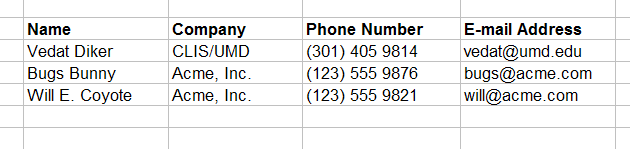 Name Company Phone Number E-mail Address
Vedat Diker CLIS/UMD (301) 405 9814 vedat@umd.edu
Bugs Bunny Acme, Inc. (123) 555 9876 bugs@acme.com
Will E. Coyote Acme, Inc. (123) 555 9821 will@acme.com